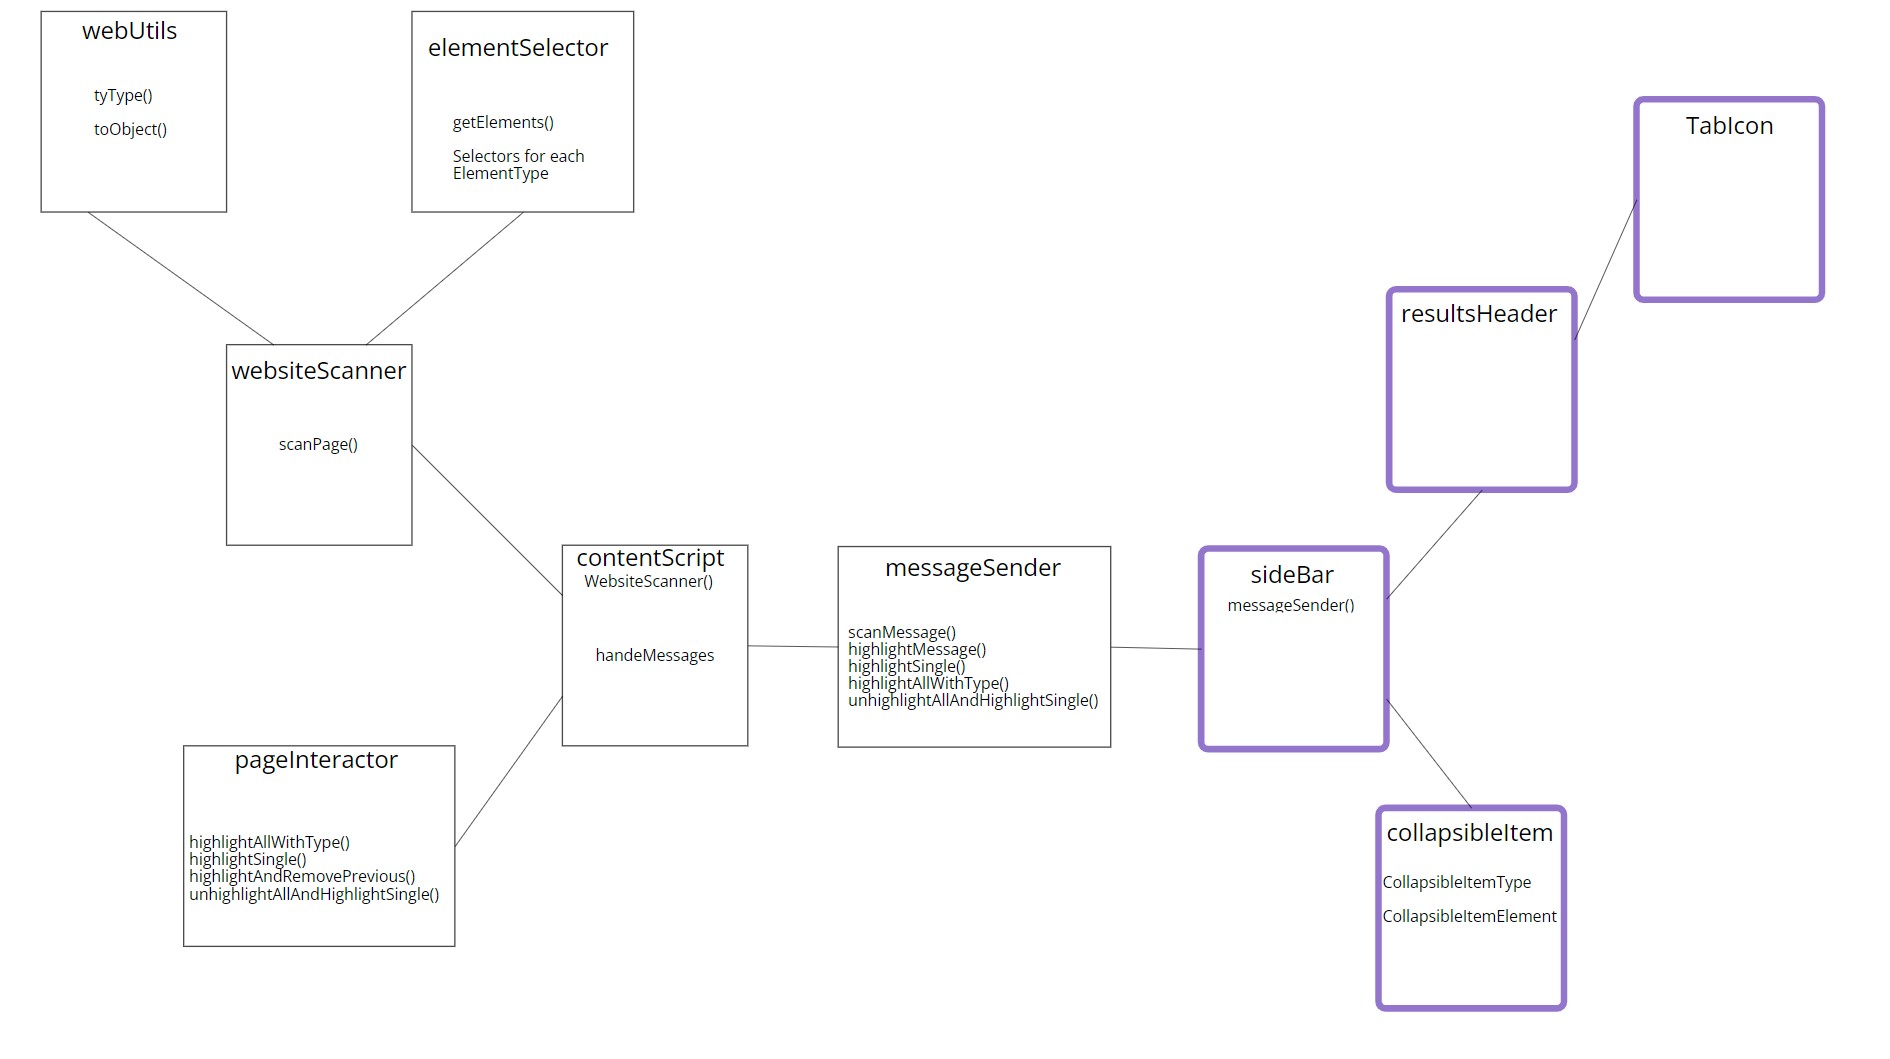 webUtils
tyType()
toObject()
elementSelector
getElements()
Selectors for each
ElementType
TabIcon
resultsHeader
websiteScanner
scanPage()
contentScript
WebsiteScanner()
handeMessages
messageSender
scanMessage()
highlightMessage()
highlightSingle()
highlightAllWithType()
unhighlightAllAndHighlightSingle()
sideBar
messageSender()
pageInteractor
highlightAllWithType()
highlightSingle()
highlightAndRemovePrevious()
unhighlightAllAndHighlightSingle()
collapsibleItem
CollapsibleItemType
CollapsibleItemElement